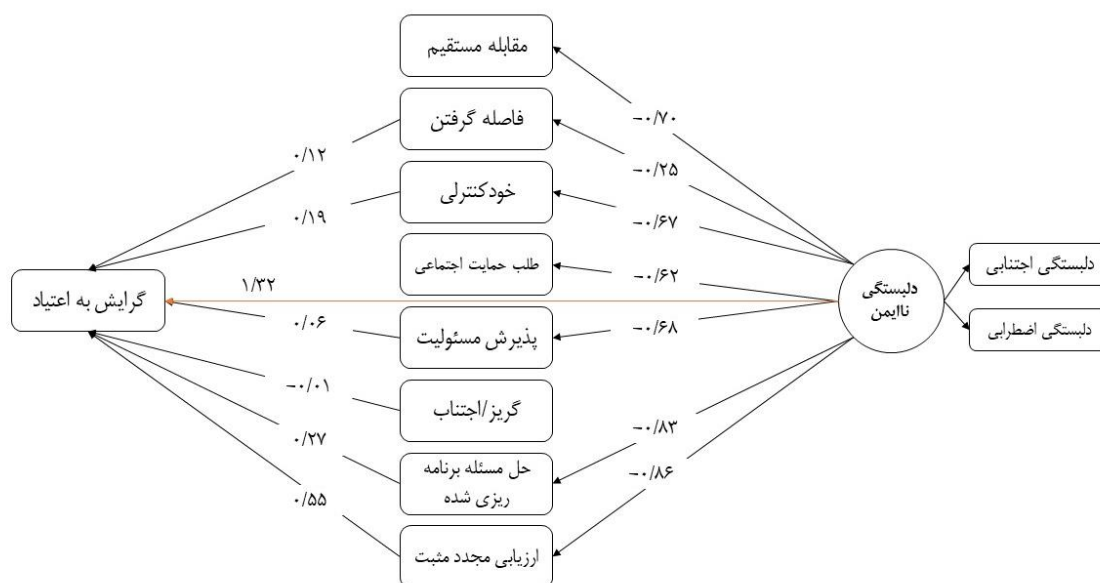 مقابله مستقیم
-۰/۷۰
فاصله گرفتن
-۰/۲۵
۰/۱۲
خودکنترلی
-۰/۶۷
۰/۱۹
طلب حمایت اجتماعی
-۰/۶۲
دلبستگی اجتنابی
دلبستگی
ناایمن
دلبستگی اضطرابی
۱/۳۲
گرایش به اعتیاد
پذیرش مسئولیت
-۰/۶۸
۰/۰۶
گریز/اجتناب
-۰/۰۱
-۰/۸۳
حل مسئله برنامه
ریزی شده
۰/۲۷
-۰/۸۶
ارزیابی مجدد مثبت
۰/۵۵